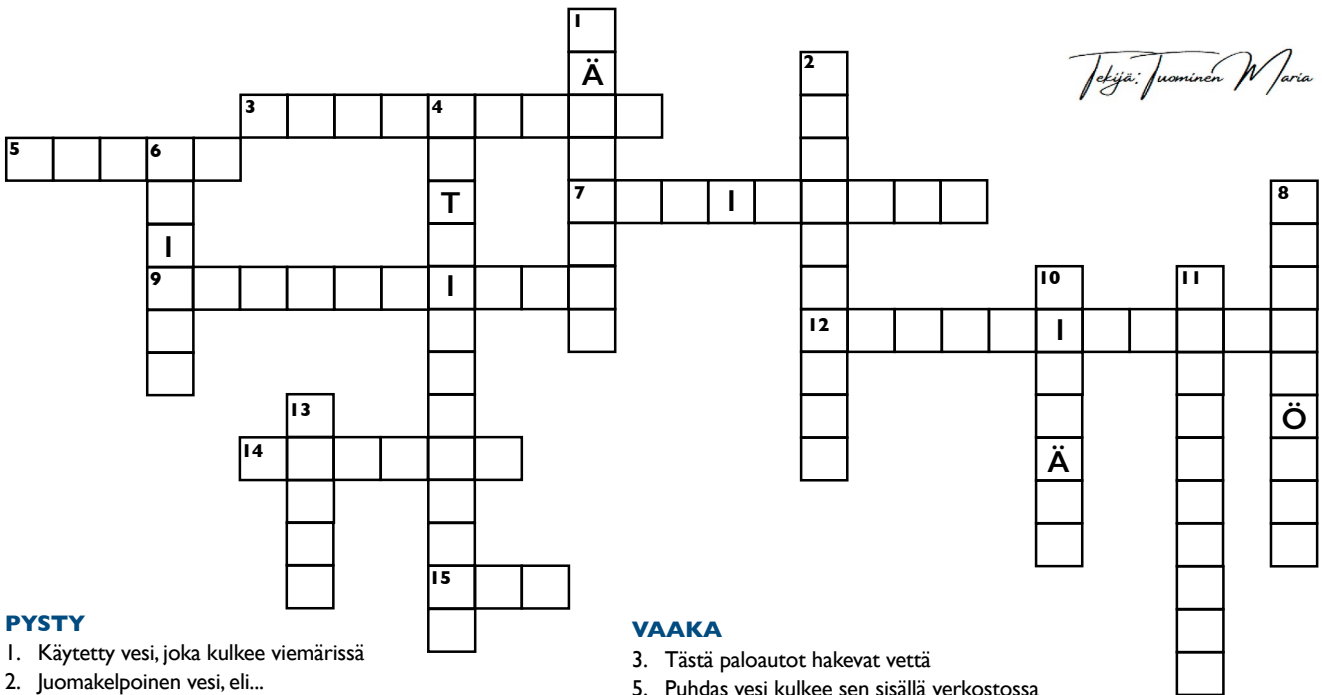 1
Ä
2
Tekijä: Tuominen Maria
3
4
5
6
T
7
I
8
I
9
I
10
11
12
I
13
Ö
14
Ä
15
PYSTY
1. Käytetty vesi, joka kulkee viemärissä
2. Juomakelpoinen vesi, eli...
VAAKA
3. Tästä paloautot hakevat vettä
5. Puhdas vesi kulkee sen sisällä verkostossa